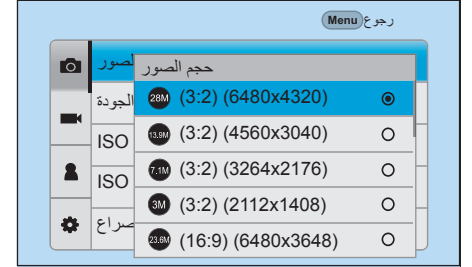 رجوع Menu
لصور
حجم الصور
الجودة
28M (3:2) (6480x4320)
ISO
13.9M (3:2) (4560x3040)
ISO
7.1M (3:2) (3264x2176)
3M (3:2) (2112x1408)
صراع
23.6M (16:9) (6480x3648)